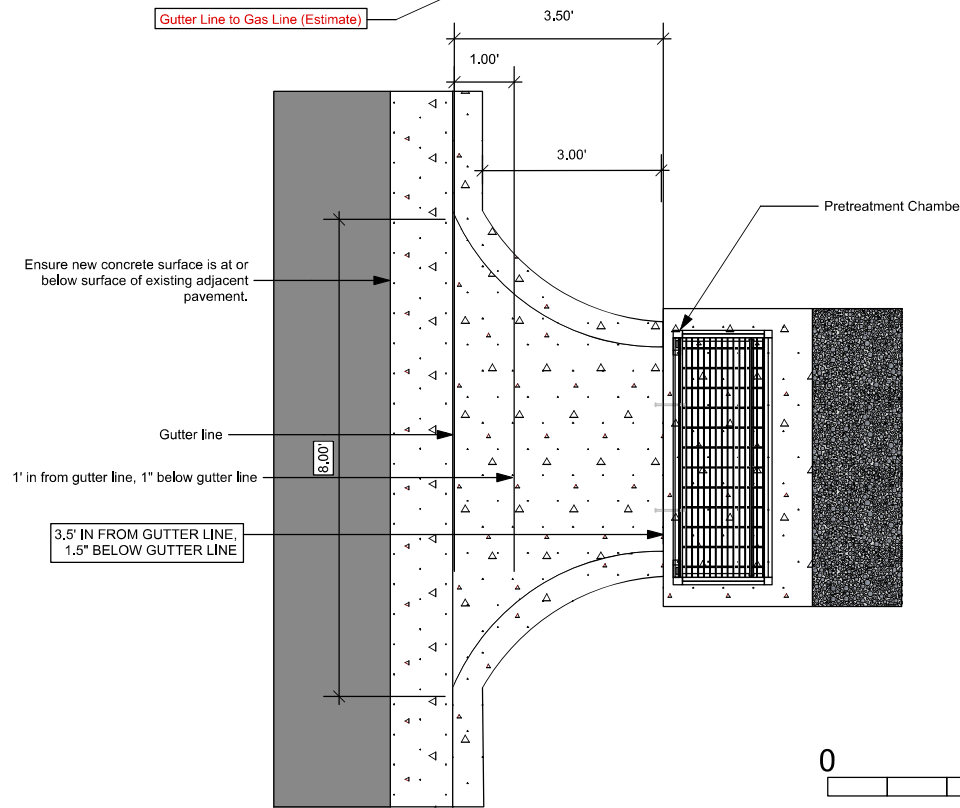 Gutter Line to Gas Line (Estimate)
3.50'
1.00'
3.00'
Pretreatment Chambe
Ensure new concrete surface is at or
below surface of existing adjacent
pavement.
Gutter line
8.00'
1' in from gutter line, 1" below gutter line
3.5' IN FROM GUTTER LINE,
1.5" BELOW GUTTER LINE
0